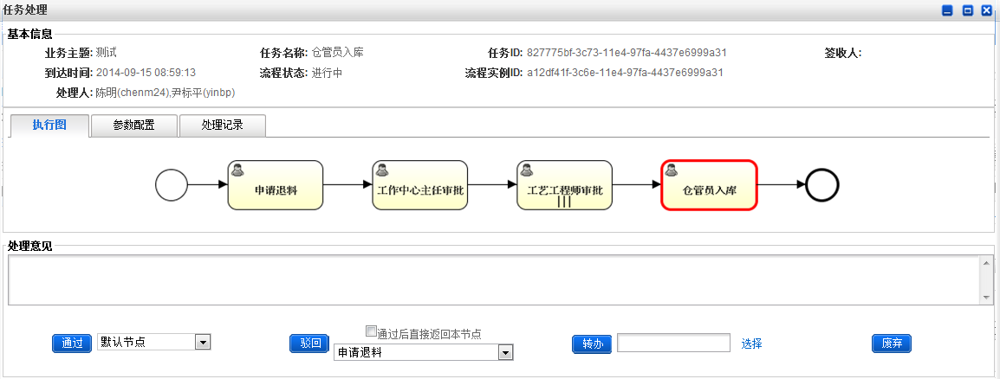 任务处理
基本信息
业务主题: 测试 任务名称: 仓管员入库 任务ID: 827775bf-3c73-11e4-97fa-4437e6999a31 签收人:
到达时间: 2014-09-15 08:59:13 流程状态: 进行中 流程实例ID: a12df41f-3c6e-11e4-97fa-4437e6999a31
处理人: 陈明(chenm24),尹标平(yinbp)
执行图 参数配置 处理记录
申请退料 工作中心主任审批 工艺工程师审批 仓管员入库
处理意见
通过 默认节点 驳回 通过后直接返回本节点 转办 选择 废弃
申请退料